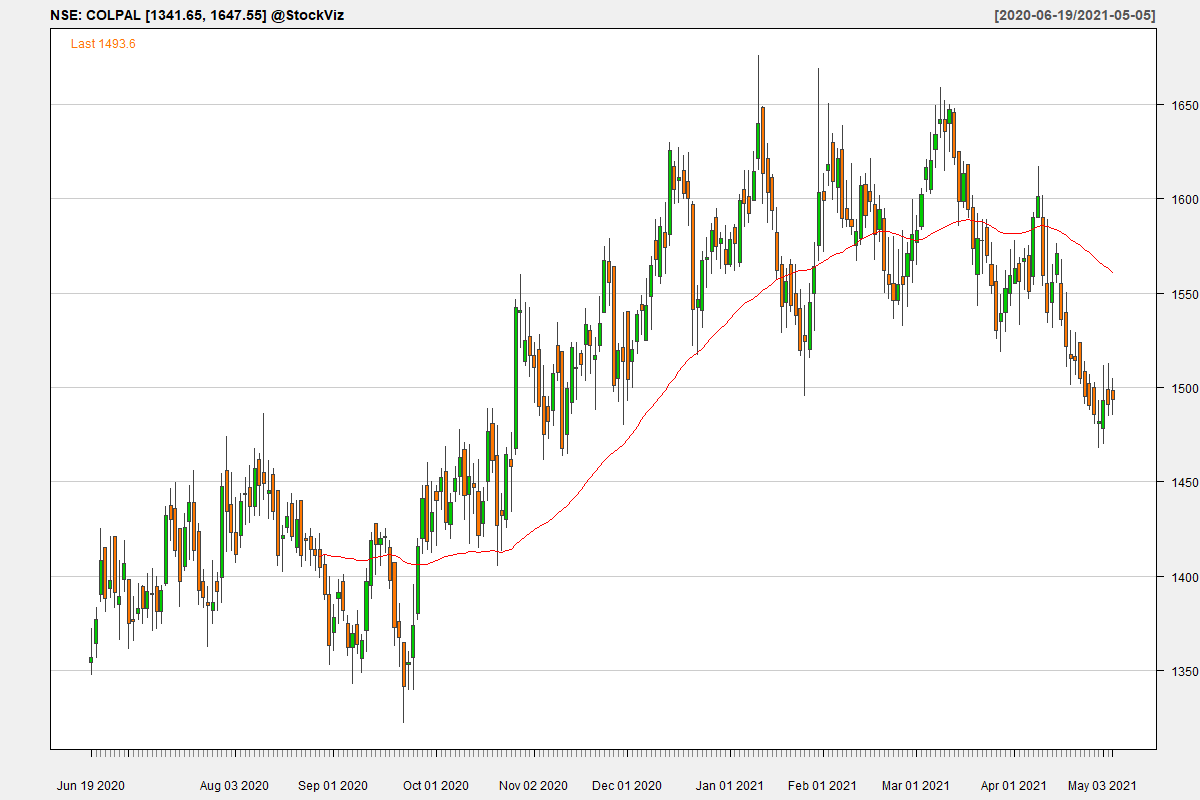 NSE: COLPAL [1341.65, 1647.55] @StockViz [2020-06-19/2021-05-05]
Last 1493.6
1650
1600
1550
1500
1450
1400
1350
Jun 19 2020 Aug 03 2020 Sep 01 2020 Oct 01 2020 Nov 02 2020 Dec 01 2020 Jan 01 2021 Feb 01 2021 Mar 01 2021 Apr 01 2021 May 03 2021